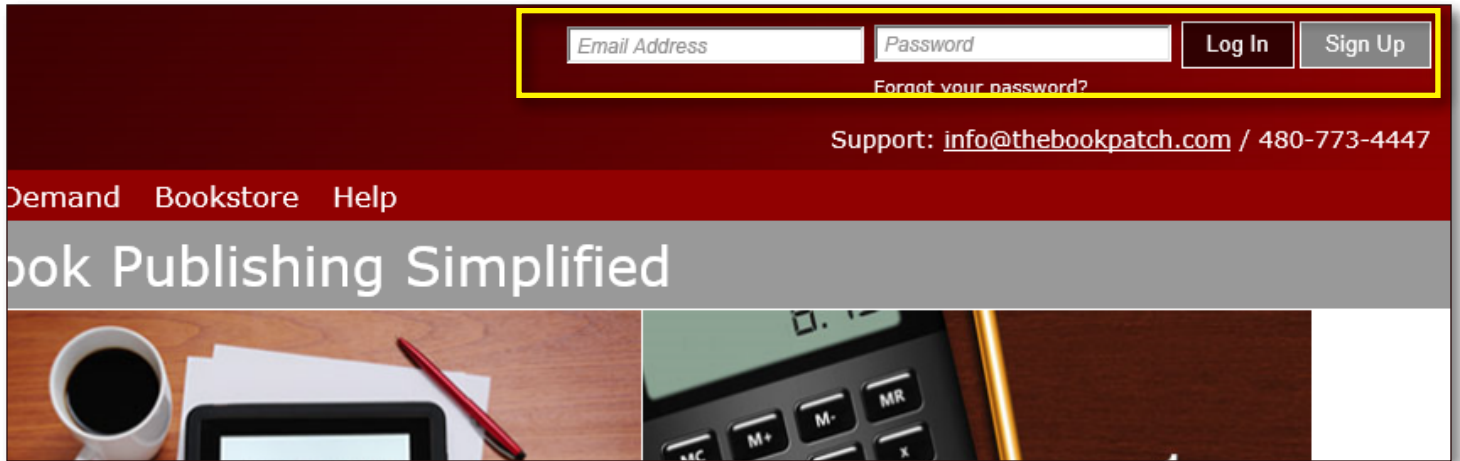 Email Address Password Log In Sign Up
Forgot your password?
Support: info@thebookpatch.com / 480-773-4447
Demand Bookstore Help
ook Publishing Simplified
MR
M-
M+
MC
x